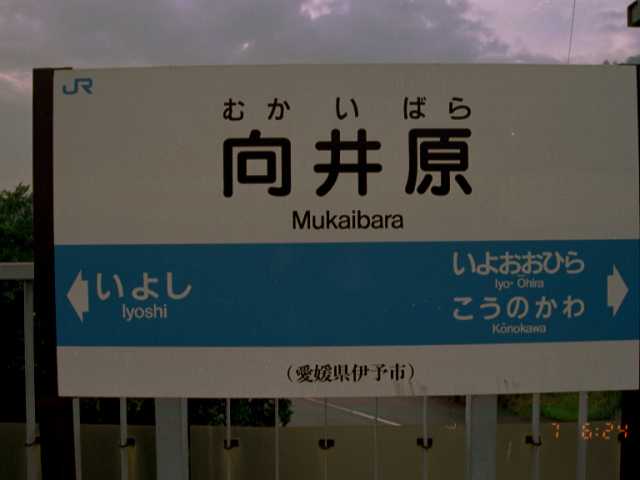 JR
むかいばら
向井原
Mukaibara
いよし
Iyoshi
いよおおひら
Iyo-Ōhira
こうのかわ
Kōnokawa
(愛媛県伊予市)
7 6:24